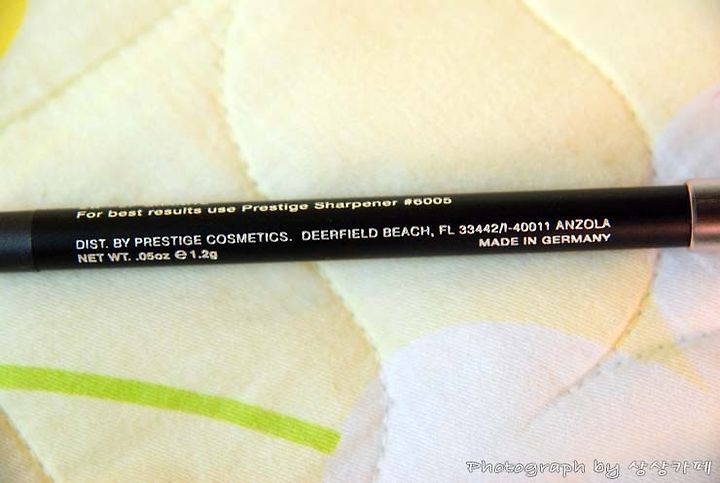 For best results use Prestige Sharpener #6005
DIST. BY PRESTIGE COSMETICS. DEERFIELD BEACH, FL 33442/I-40011 ANZOLA
NET WT. .05oz ℮ 1.2g
MADE IN GERMANY
Photograph by 상상카페